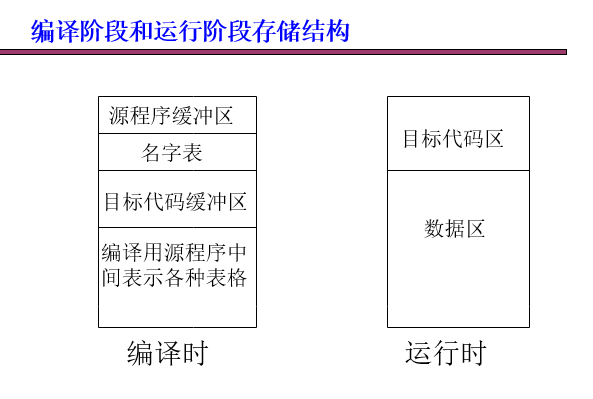 编译阶段和运行阶段存储结构
源程序缓冲区
名字表
目标代码缓冲区
编译用源程序中
间表示各种表格
编译时
目标代码区
数据区
运行时